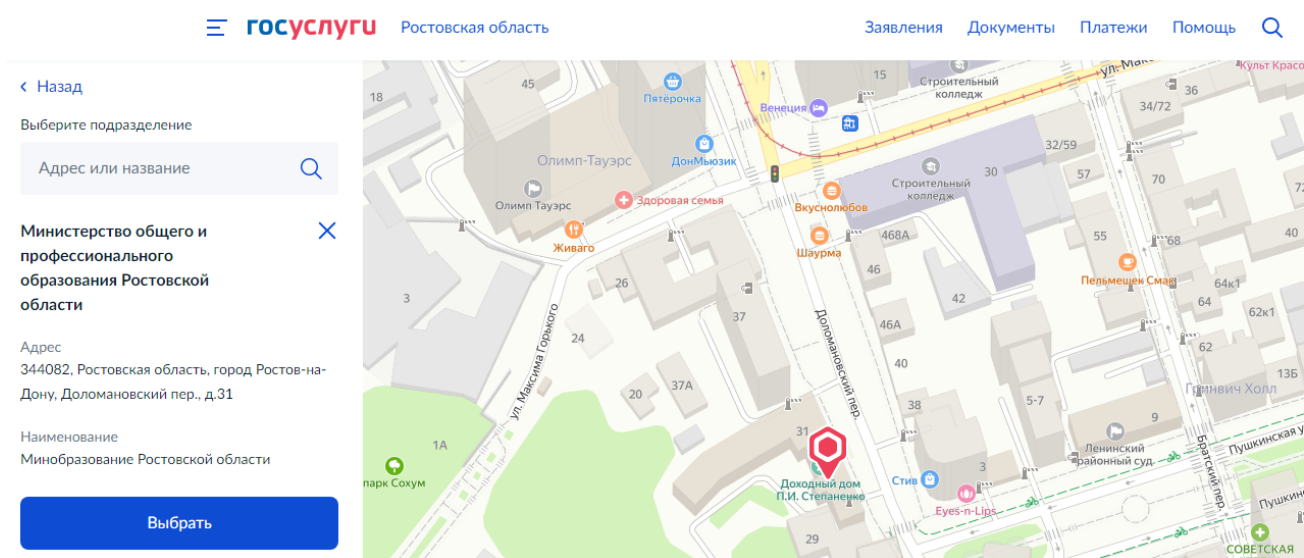 госуслуги
Ростовская область
Заявления
Документы
Платежи
Помощь
Назад
Выберите подразделение
Адрес или название
Министерство общего и
профессионального
образования Ростовской
области
Адрес
344082, Ростовская область, город Ростов-на-
Дону, Доломановский пер., д.31
Наименование
Минобразование Ростовской области
Выбрать
45
18
Пятёрочка
Венеция
15
Строительный
колледж
36
34/72
32/59
Олимп-Тауэрс
ДонМьюзик
Строительный
колледж
30
57
70
Олимп Тауэрс
Здоровая семья
Вкуснолюбов
Живаго
Шаурма
468А
55
68
40
Пельмешек Смак
46
26
3
42
64к1
64
62к1
37
46А
ул. Максима Горького
24
Доломановский пер.
40
62
13Б
Гринвич Холл
20
37А
38
5-7
9
1А
31
Ленинский
районный суд
Пушкинская у
парк Сохум
Доходный дом
П.И. Степаненко
Стив
3
Eyes-n-Lips
Братский пер.
29
СОВЕТСКАЯ